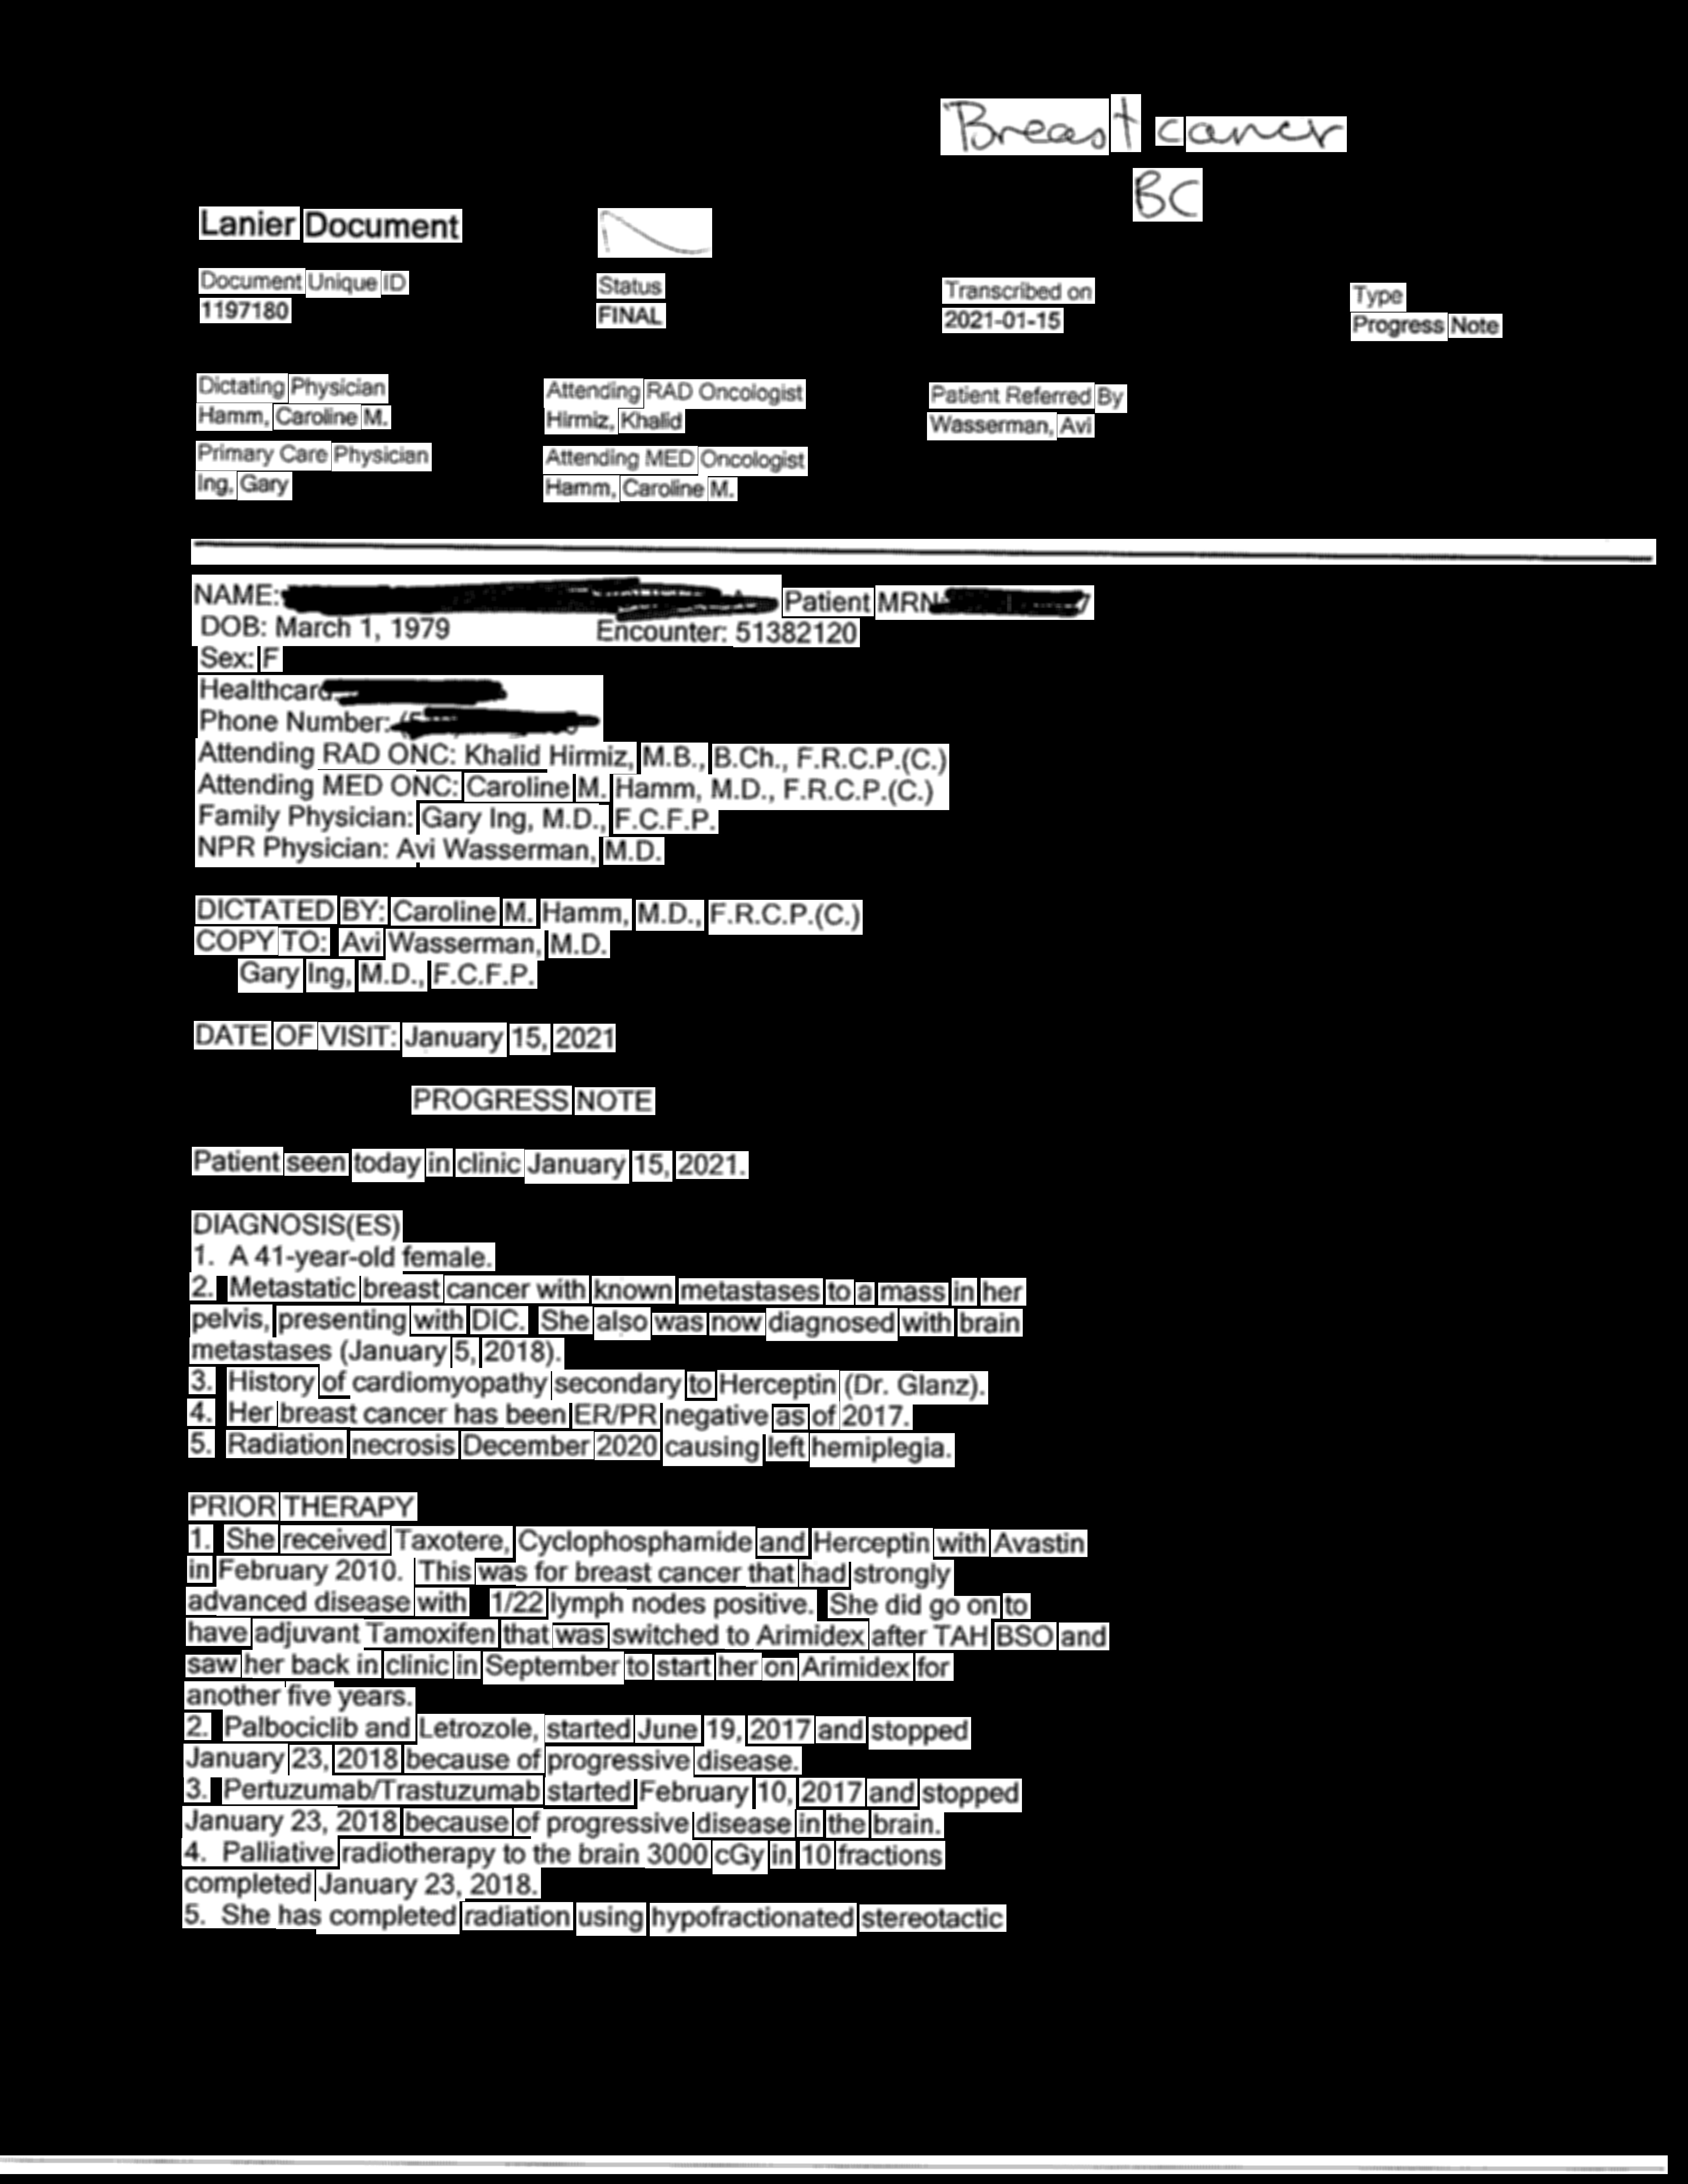 Breast cancer
BC
Lanier Document
Document Unique ID Status Transcribed on Type
1197180 FINAL 2021-01-15 Progress Note
Dictating Physician Attending RAD Oncologist Patient Referred By
Hamm, Caroline M. Hirmiz, Khalid Wasserman, Avi
Primary Care Physician Attending MED Oncologist
Ing, Gary Hamm, Caroline M.
NAME: Patient MRN
DOB: March 1, 1979 Encounter: 51382120
Sex: F
Healthcard
Phone Number:
Attending RAD ONC: Khalid Hirmiz, M.B., B.Ch., F.R.C.P.(C.)
Attending MED ONC: Caroline M. Hamm, M.D., F.R.C.P.(C.)
Family Physician: Gary Ing, M.D., F.C.F.P.
NPR Physician: Avi Wasserman, M.D.
DICTATED BY: Caroline M. Hamm, M.D., F.R.C.P.(C.)
COPY TO: Avi Wasserman, M.D.
Gary Ing, M.D., F.C.F.P.
DATE OF VISIT: January 15, 2021
PROGRESS NOTE
Patient seen today in clinic January 15, 2021.
DIAGNOSIS(ES)
1. A 41-year-old female.
2. Metastatic breast cancer with known metastases to a mass in her
pelvis, presenting with DIC. She also was now diagnosed with brain
metastases (January 5, 2018).
3. History of cardiomyopathy secondary to Herceptin (Dr. Glanz).
4. Her breast cancer has been ER/PR negative as of 2017.
5. Radiation necrosis December 2020 causing left hemiplegia.
PRIOR THERAPY
1. She received Taxotere, Cyclophosphamide and Herceptin with Avastin
in February 2010. This was for breast cancer that had strongly
advanced disease with 1/22 lymph nodes positive. She did go on to
have adjuvant Tamoxifen that was switched to Arimidex after TAH BSO and
saw her back in clinic in September to start her on Arimidex for
another five years.
2. Palbociclib and Letrozole, started June 19, 2017 and stopped
January 23, 2018 because of progressive disease.
3. Pertuzumab/Trastuzumab started February 10, 2017 and stopped
January 23, 2018 because of progressive disease in the brain.
4. Palliative radiotherapy to the brain 3000 cGy in 10 fractions
completed January 23, 2018.
5. She has completed radiation using hypofractionated stereotactic